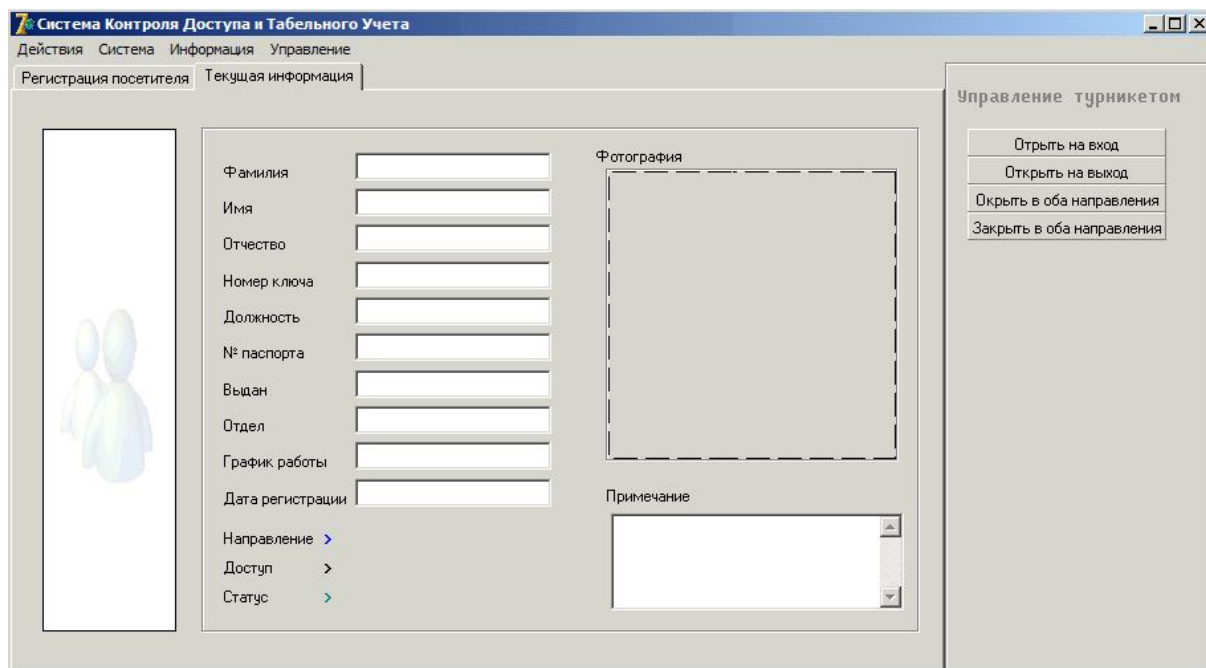 Система Контроля Доступа и Табельного Учета
Действия Система Информация Управление
Регистрация посетителя Текущая информация
Управление турникетом
Отрыть на вход
Открыть на выход
Окрыть в оба направления
Закрыть в оба направления
Фамилия
Имя
Отчество
Номер ключа
Должность
№ паспорта
Выдан
Отдел
График работы
Дата регистрации
Направление >
Доступ >
Статус >
Фотография
Примечание